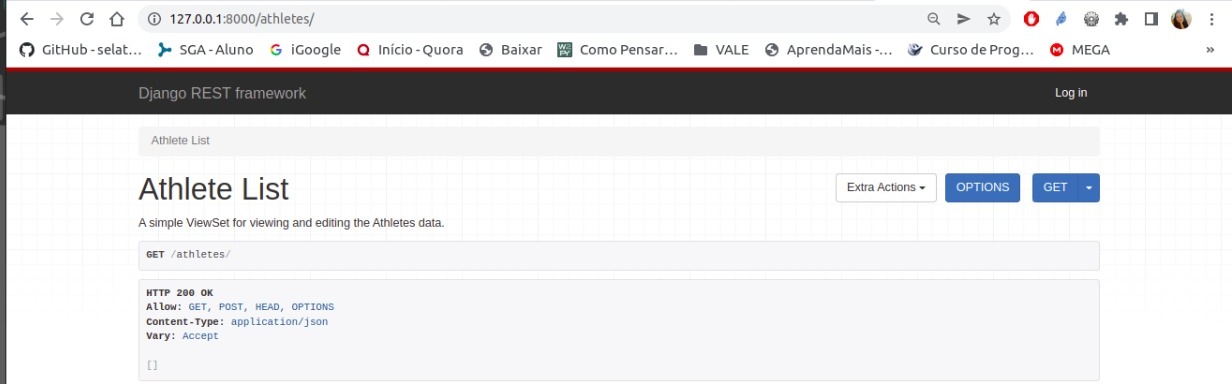 127.0.0.1:8000/athletes/
GitHub - selat... SGA - Aluno iGoogle Início - Quora Baixar Como Pensar... VALE AprendaMais -... Curso de Prog... MEGA »
Django REST framework Log in
Athlete List
Athlete List Extra Actions OPTIONS GET
A simple ViewSet for viewing and editing the Athletes data.
GET /athletes/
HTTP 200 OK
Allow: GET, POST, HEAD, OPTIONS
Content-Type: application/json
Vary: Accept
[]